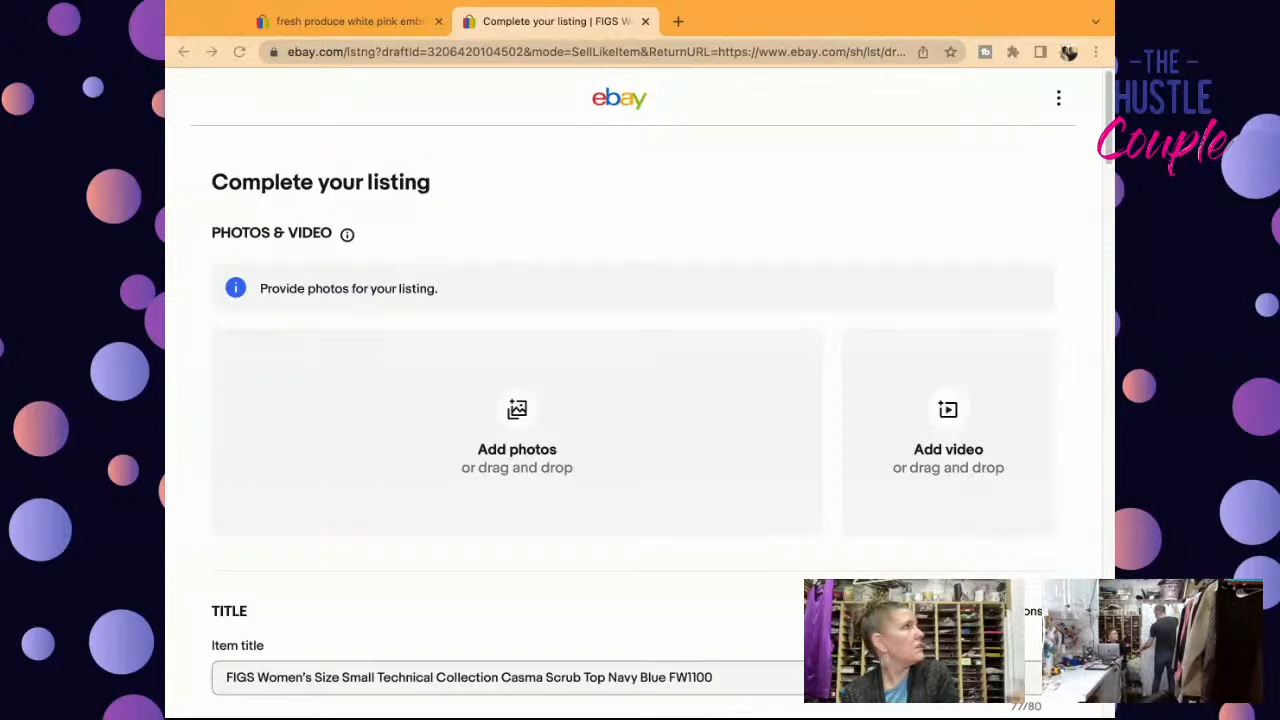 fresh produce white pink emb
Complete your listing | FIGS W
ebay.com/lstng?draftId=3206420104502&mode=SellLikeItem&ReturnURL=https://www.ebay.com/sh/lst/dr...
-THE-
HUSTLE
Couple
ebay
Complete your listing
PHOTOS & VIDEO
Provide photos for your listing.
Add photos
or drag and drop
Add video
or drag and drop
TITLE
Item title
FIGS Women's Size Small Technical Collection Casma Scrub Top Navy Blue FW1100
77/80